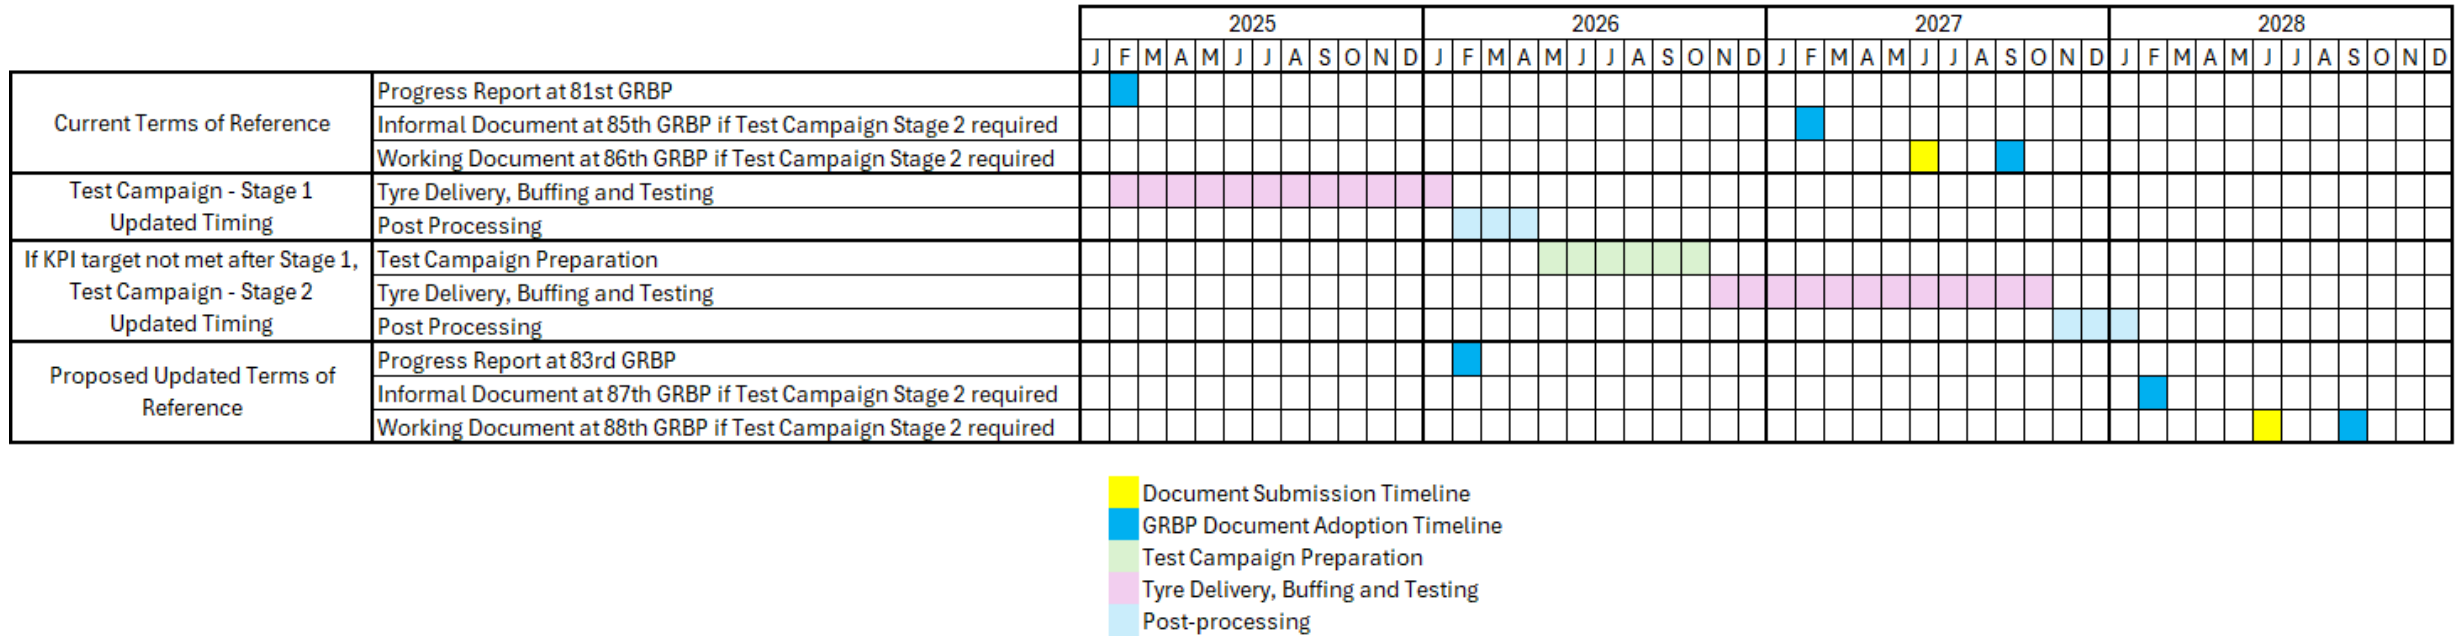 2025 2026 2027 2028
J F M A M J J A S O N D J F M A M J J A S O N D J F M A M J J A S O N D J F M A M J J A S O N D
Current Terms of Reference
Progress Report at 81st GRBP
Informal Document at 85th GRBP if Test Campaign Stage 2 required
Working Document at 86th GRBP if Test Campaign Stage 2 required
Test Campaign - Stage 1
Updated Timing
Tyre Delivery, Buffing and Testing
Post Processing
If KPI target not met after Stage 1,
Test Campaign - Stage 2
Updated Timing
Test Campaign Preparation
Tyre Delivery, Buffing and Testing
Post Processing
Proposed Updated Terms of
Reference
Progress Report at 83rd GRBP
Informal Document at 87th GRBP if Test Campaign Stage 2 required
Working Document at 88th GRBP if Test Campaign Stage 2 required
Document Submission Timeline
GRBP Document Adoption Timeline
Test Campaign Preparation
Tyre Delivery, Buffing and Testing
Post-processing